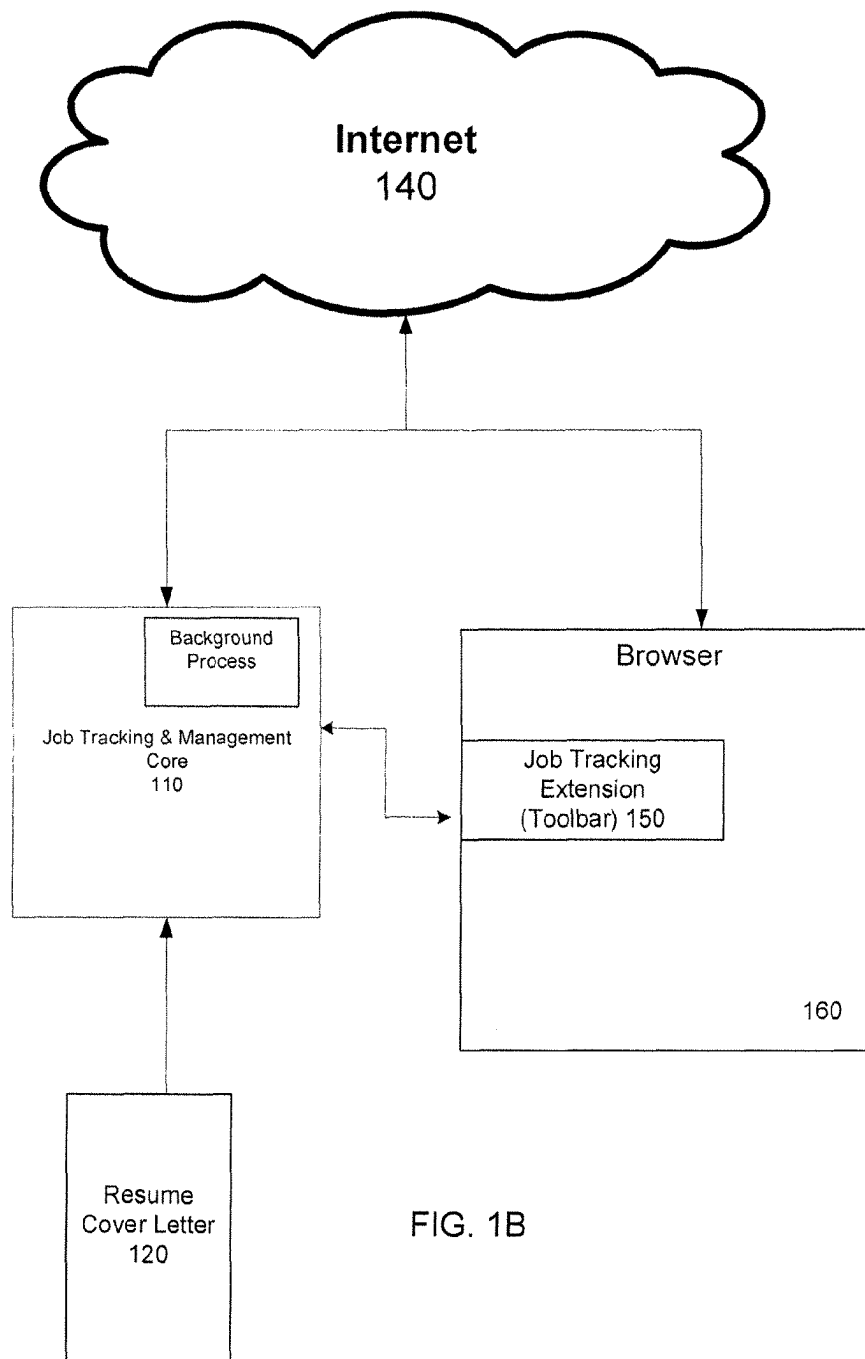 Internet
140
Background
Process
Job Tracking & Management
Core
110
Browser
Job Tracking
Extension
(Toolbar) 150
160
Resume
Cover Letter
120
FIG. 1B